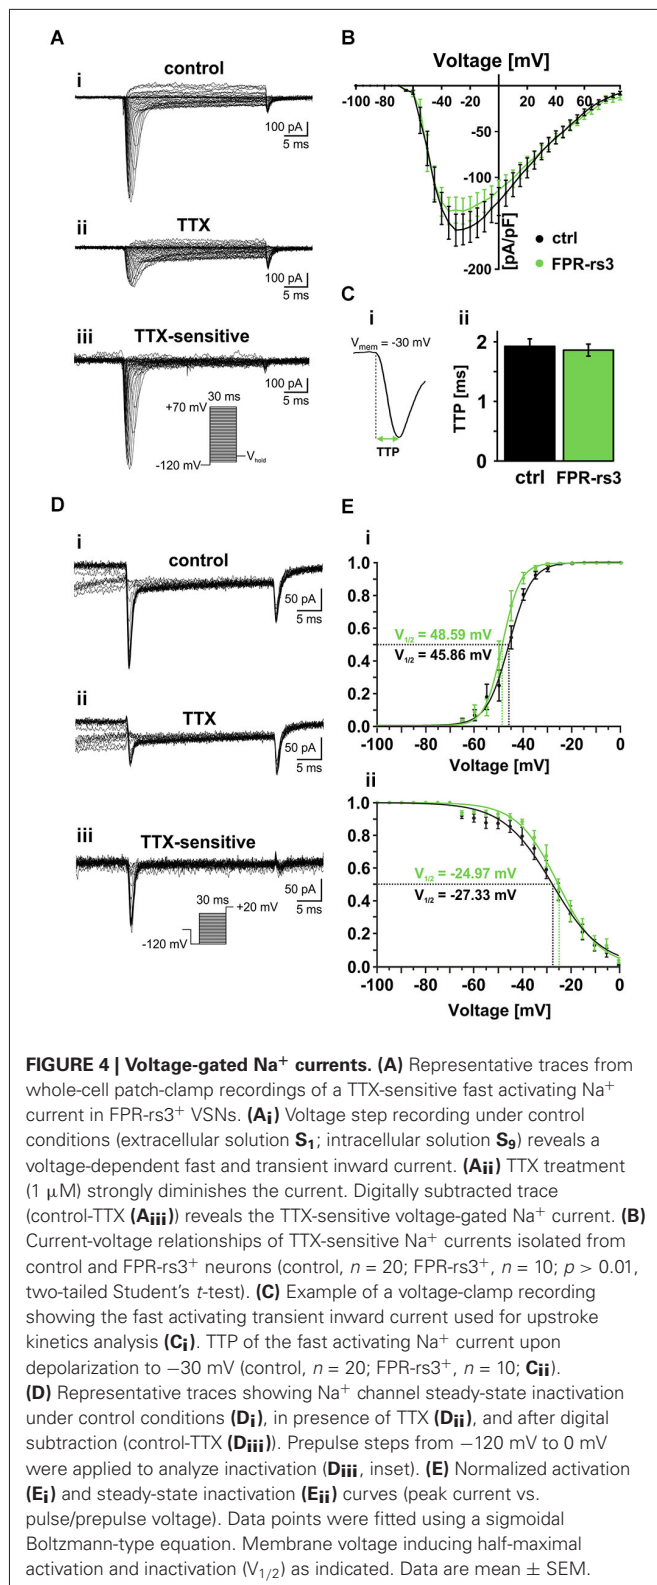 A
i
control
100 pA
5 ms
ii
TTX
100 pA
5 ms
iii
TTX-sensitive
30 ms
+70 mV
100 pA
5 ms
-120 mV
Vhold
B
Voltage [mV]
-100 -80 -60 -40 -20 20 40 60 80
-50
-100
-200
[pA/pF]
ctrl
FPR-rs3
C
i
Vmem = -30 mV
TTP
ii
TTP [ms]
2
1
0
ctrl FPR-rs3
D
i
control
50 pA
5 ms
ii
TTX
50 pA
5 ms
iii
TTX-sensitive
50 pA
5 ms
30 ms
+20 mV
-120 mV
E
i
1.0
0.8
0.6
V1/2 = 48.59 mV
V1/2 = 45.86 mV
0.4
0.2
0.0
-100 -80 -60 -40 -20 0
Voltage [mV]
ii
1.0
0.8
0.6
V1/2 = -24.97 mV
V1/2 = -27.33 mV
0.4
0.2
0.0
-100 -80 -60 -40 -20 0
Voltage [mV]
FIGURE 4 | Voltage-gated Na+ currents. (A) Representative traces from
whole-cell patch-clamp recordings of a TTX-sensitive fast activating Na+
current in FPR-rs3+ VSNs. (Ai) Voltage step recording under control
conditions (extracellular solution S1; intracellular solution S9) reveals a
voltage-dependent fast and transient inward current. (Aii) TTX treatment
(1 μM) strongly diminishes the current. Digitally subtracted trace
(control-TTX (Aiii)) reveals the TTX-sensitive voltage-gated Na+ current. (B)
Current-voltage relationships of TTX-sensitive Na+ currents isolated from
control and FPR-rs3+ neurons (control, n = 20; FPR-rs3+, n = 10; p > 0.01,
two-tailed Student's t-test). (C) Example of a voltage-clamp recording
showing the fast activating transient inward current used for upstroke
kinetics analysis (Ci). TTP of the fast activating Na+ current upon
depolarization to −30 mV (control, n = 20; FPR-rs3+, n = 10; Cii).
(D) Representative traces showing Na+ channel steady-state inactivation
under control conditions (Di), in presence of TTX (Dii), and after digital
subtraction (control-TTX (Diii)). Prepulse steps from −120 mV to 0 mV
were applied to analyze inactivation (Diii, inset). (E) Normalized activation
(Ei) and steady-state inactivation (Eii) curves (peak current vs.
pulse/prepulse voltage). Data points were fitted using a sigmoidal
Boltzmann-type equation. Membrane voltage inducing half-maximal
activation and inactivation (V1/2) as indicated. Data are mean ± SEM.